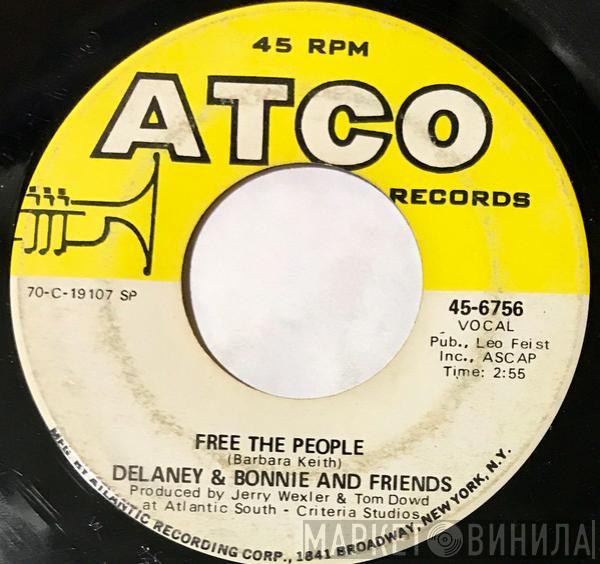 45 RPM
ATCO
RECORDS
70-C-19107 SP
45-6756
VOCAL
Pub., Leo Feist
Inc., ASCAP
Time: 2:55
FREE THE PEOPLE
(Barbara Keith)
DELANEY & BONNIE AND FRIENDS
Produced by Jerry Wexler & Tom Dowd
at Atlantic South - Criteria Studios
MFG. BY ATLANTIC RECORDING CORP., 1841 BROADWAY, NEW YORK, N.Y.
МАРКЕТ ВИНИЛА